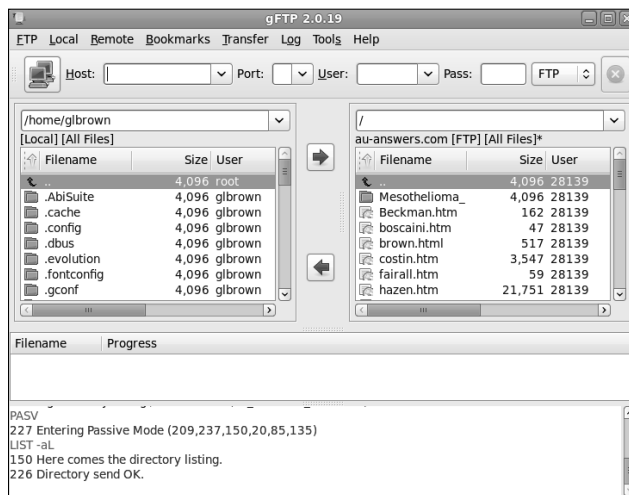 gFTP 2.0.19
FTP Local Remote Bookmarks Transfer Log Tools Help
Host: Port: User: Pass: FTP
/home/glbrown
[Local] [All Files]
Filename Size User
.. 4,096 root
.AbiSuite 4,096 glbrown
.cache 4,096 glbrown
.config 4,096 glbrown
.dbus 4,096 glbrown
.evolution 4,096 glbrown
.fontconfig 4,096 glbrown
.gconf 4,096 glbrown
/
au-answers.com [FTP] [All Files]*
Filename Size User
.. 4,096 28139
Mesothelioma_ 4,096 28139
Beckman.htm 162 28139
boscaini.htm 47 28139
brown.html 517 28139
costin.htm 3,547 28139
fairall.htm 59 28139
hazen.htm 21,751 28139
Filename Progress
PASV
227 Entering Passive Mode (209,237,150,20,85,135)
LIST -aL
150 Here comes the directory listing.
226 Directory send OK.